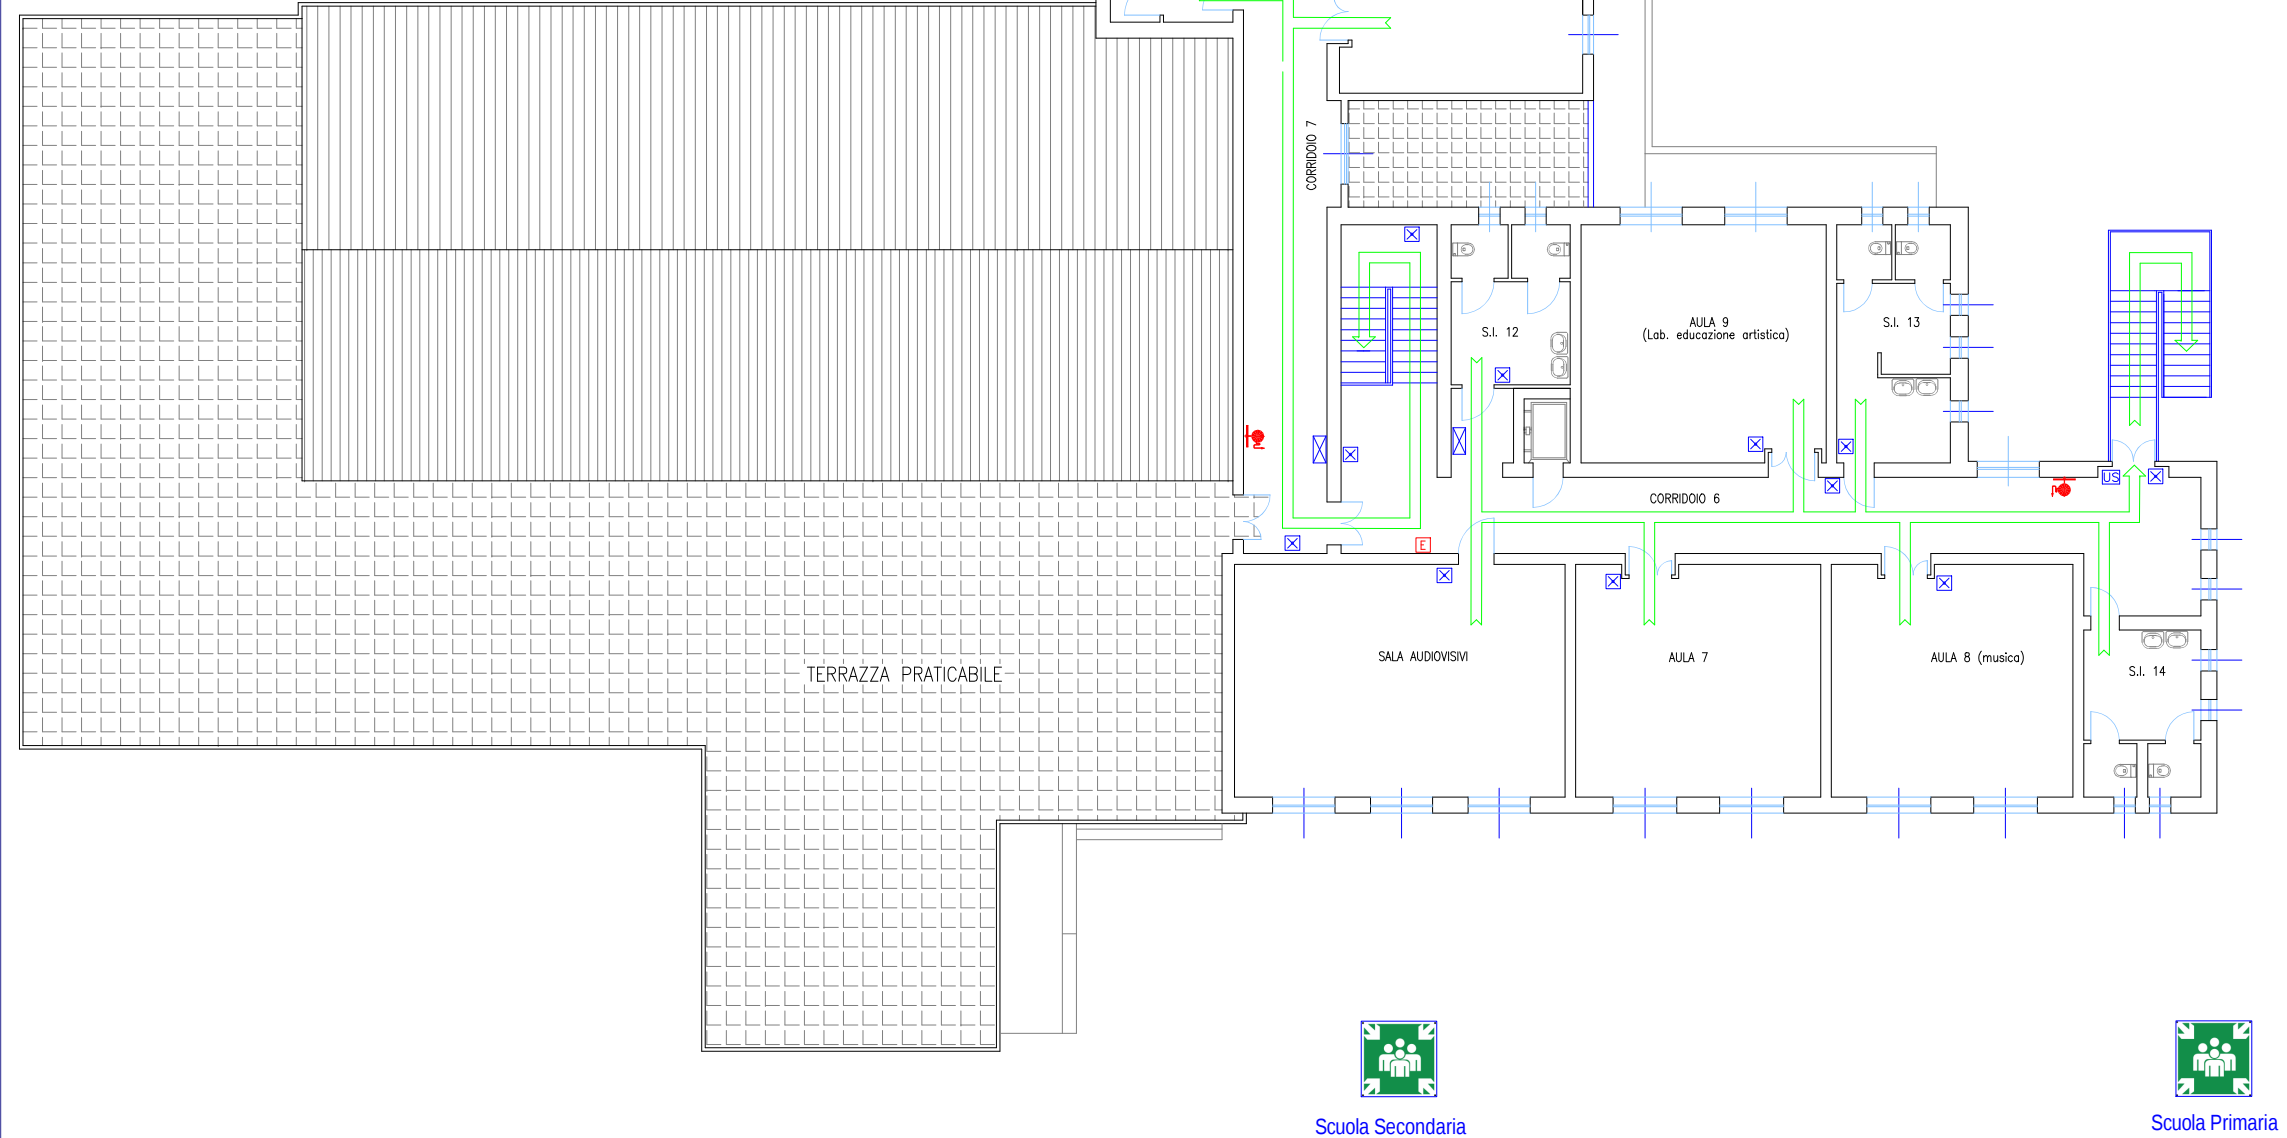 CORRIDOIO 7
S.I. 12
AULA 9
(Lab. educazione artistica)
S.I. 13
CORRIDOIO 6
US
E
SALA AUDIOVISIVI
AULA 7
AULA 8 (musica)
S.I. 14
TERRAZZA PRATICABILE
Scuola Secondaria
Scuola Primaria